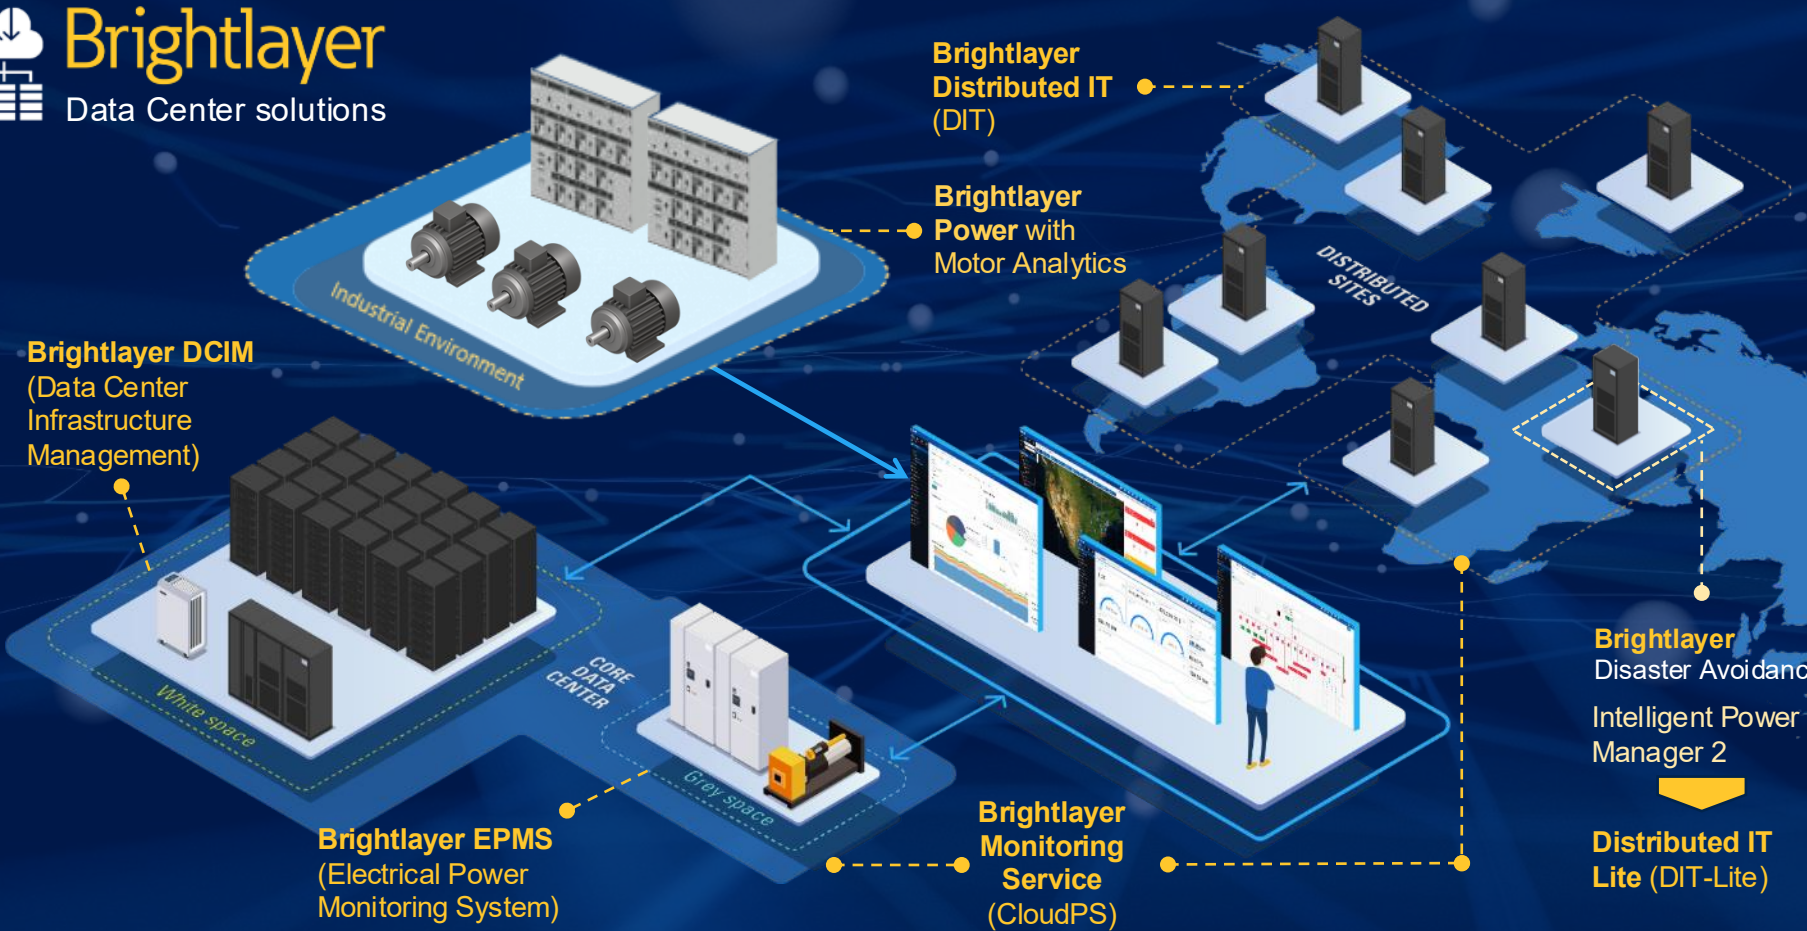 Brightlayer
Data Center solutions
Brightlayer
Distributed IT
(DIT)
Brightlayer
Power with
Motor Analytics
DISTRIBUTED
SITES
Industrial Environment
Brightlayer DCIM
(Data Center
Infrastructure
Management)
White space
CORE
DATA
CENTER
Grey space
Brightlayer EPMS
(Electrical Power
Monitoring System)
Brightlayer
Monitoring
Service
(CloudPS)
Brightlayer
Disaster Avoidanc
Intelligent Power
Manager 2
Distributed IT
Lite (DIT-Lite)